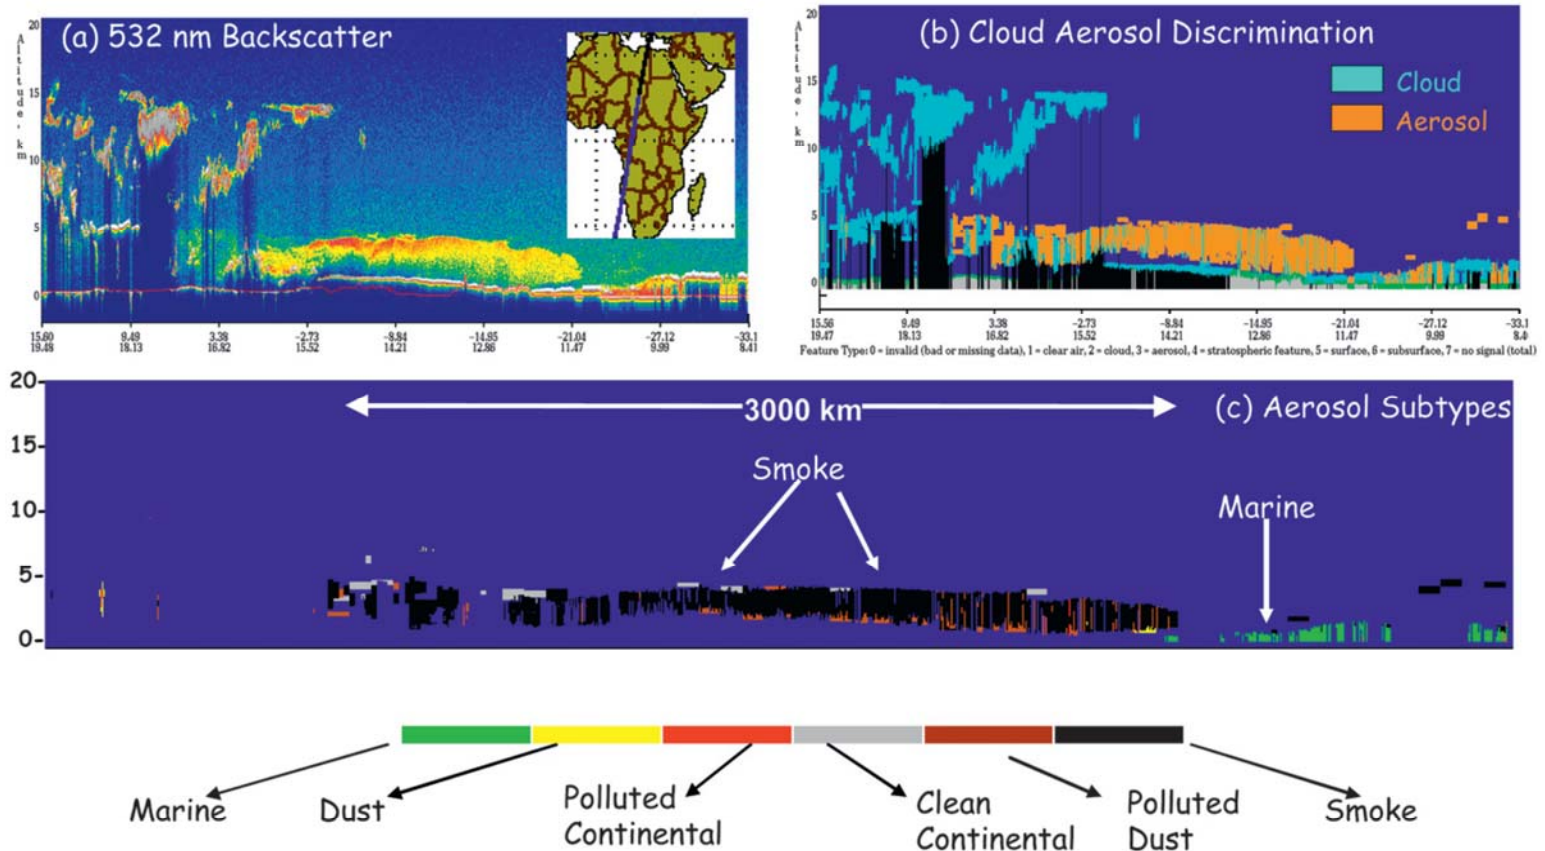 (a) 532 nm Backscatter
Altitude, km
20
15
10
5
0
15.60 9.49 3.38 -2.73 -8.84 -14.95 -21.04 -27.12 -33.1
19.48 18.13 16.82 15.52 14.21 12.86 11.47 9.99 8.41
(b) Cloud Aerosol Discrimination
Cloud
Aerosol
Altitude, km
20
15
10
5
0
15.56 9.49 3.38 -2.73 -8.84 -14.95 -21.04 -27.12 -33.1
19.47 18.13 16.82 15.53 14.21 12.86 11.47 9.99 8.4
Feature Type: 0 = invalid (bad or missing data), 1 = clear air, 2 = cloud, 3 = aerosol, 4 = stratospheric feature, 5 = surface, 6 = subsurface, 7 = no signal (total)
(c) Aerosol Subtypes
3000 km
Smoke
Marine
20
15
10
5
0
Marine
Dust
Polluted
Continental
Clean
Continental
Polluted
Dust
Smoke